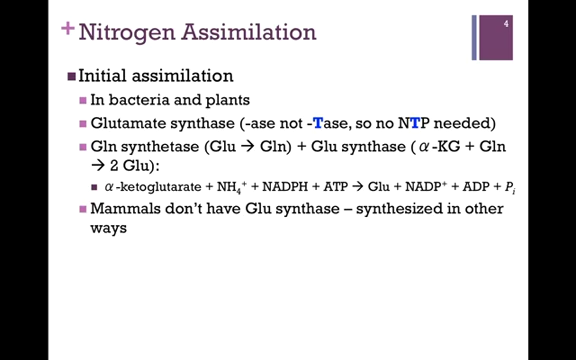 + Nitrogen Assimilation
4
Initial assimilation
In bacteria and plants
Glutamate synthase (-ase not -Tase, so no NTP needed)
Gln synthetase (Glu → Gln) + Glu synthase ( α -KG + Gln
→ 2 Glu):
α -ketoglutarate + NH₄⁺ + NADPH + ATP → Glu + NADP⁺ + ADP + Pᵢ
Mammals don't have Glu synthase – synthesized in other
ways